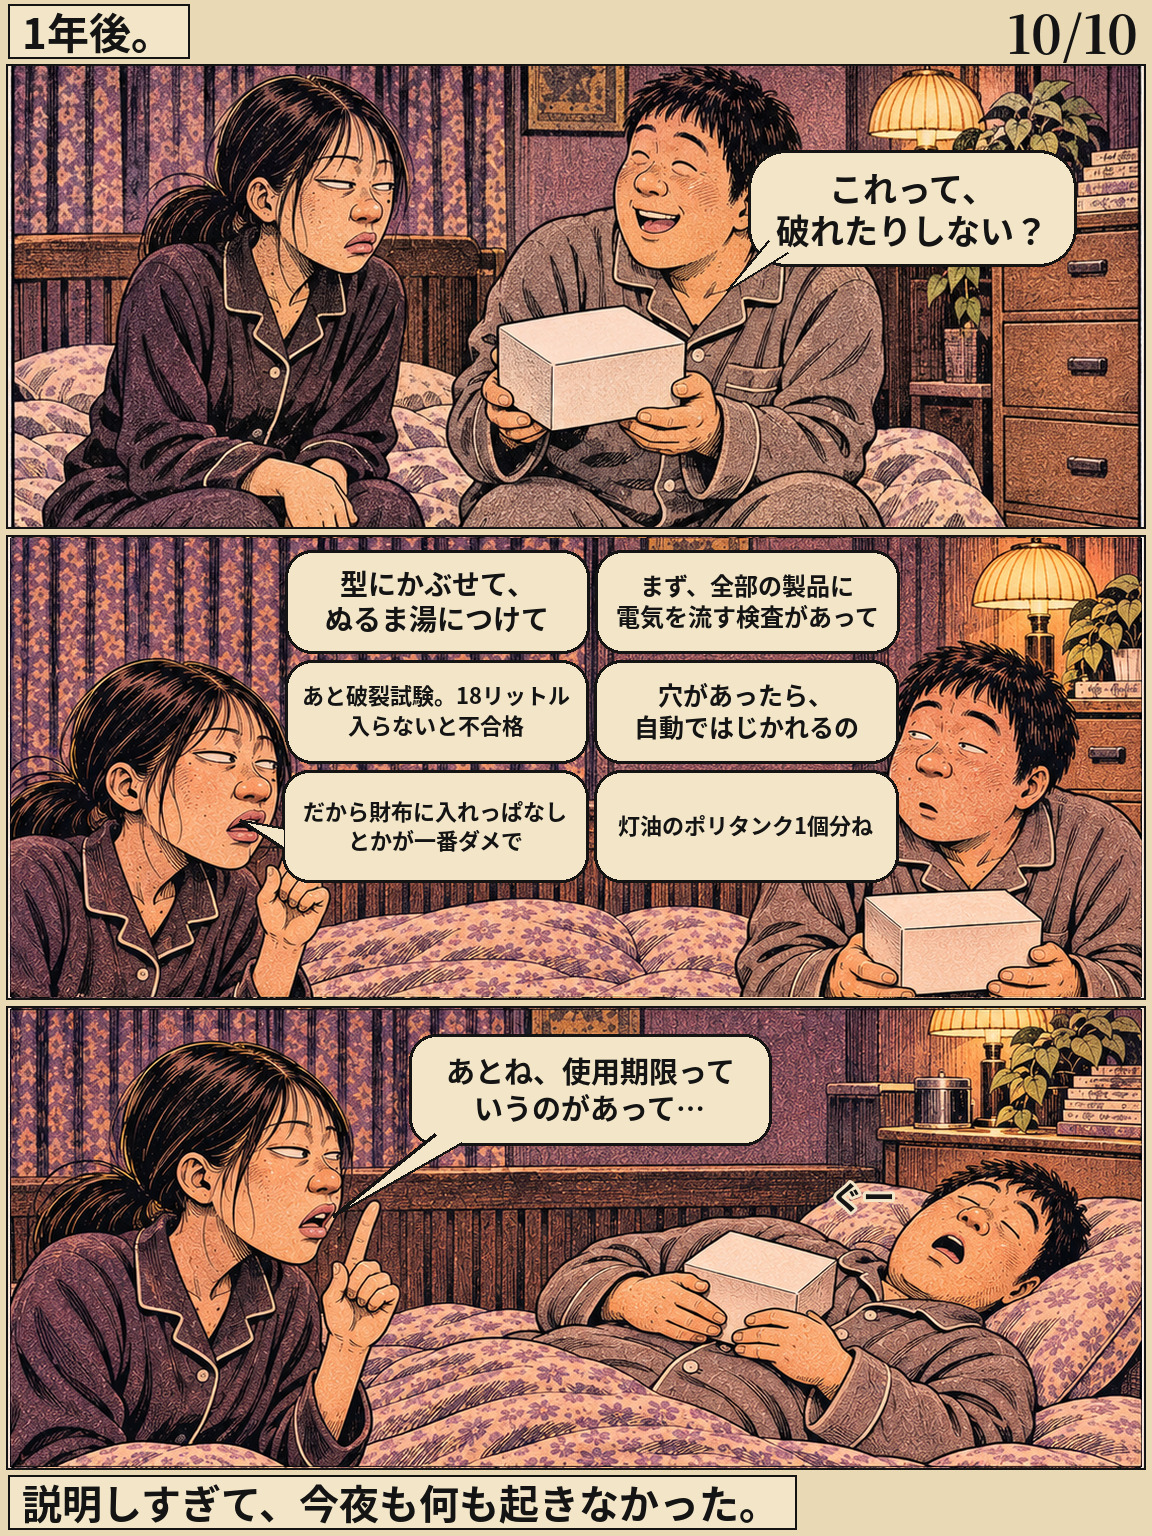 1年後。
10/10
これって、
破れたりしない？
まず、全部の製品に
電気を流す検査があって
型にかぶせて、
ぬるま湯につけて
穴があったら、
自動ではじかれるの
あと破裂試験。18リットル
入らないと不合格
灯油のポリタンク1個分ね
だから財布に入れっぱなし
とかが一番ダメで
あとね、使用期限って
いうのがあって…
ぐー
説明しすぎて、今夜も何も起きなかった。